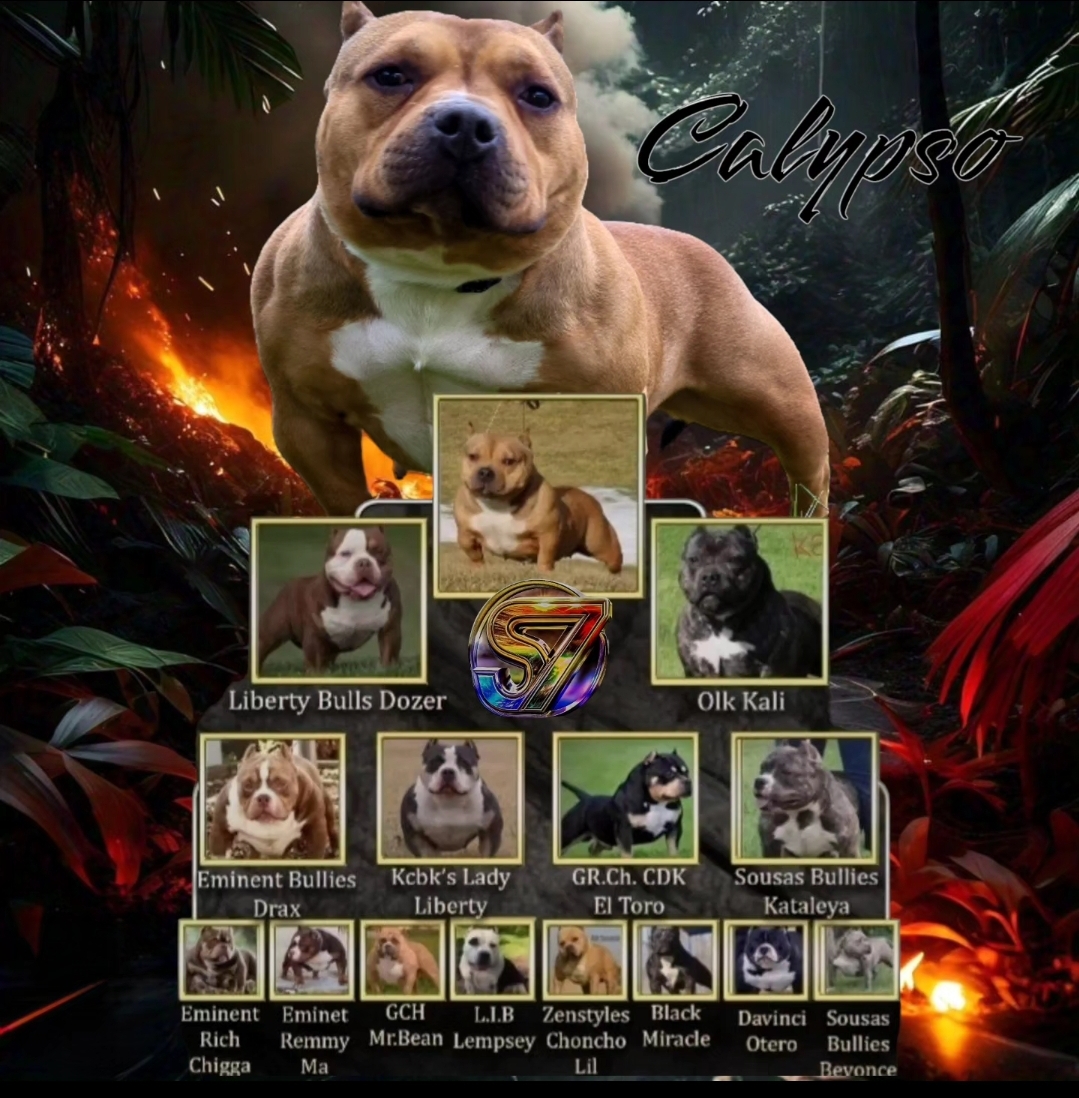 Calypso
S7
Liberty Bulls Dozer
Olk Kali
Eminent Bullies
Drax
Kcbk's Lady
Liberty
GR.Ch. CDK
El Toro
Sousas Bullies
Kataleya
Eminent
Rich
Chigga
Eminet
Remmy
Ma
GCH
Mr.Bean
L.I.B
Lempsey
Zenstyles
Choncho
Lil
Black
Miracle
Davinci
Otero
Sousas
Bullies
Beyonce